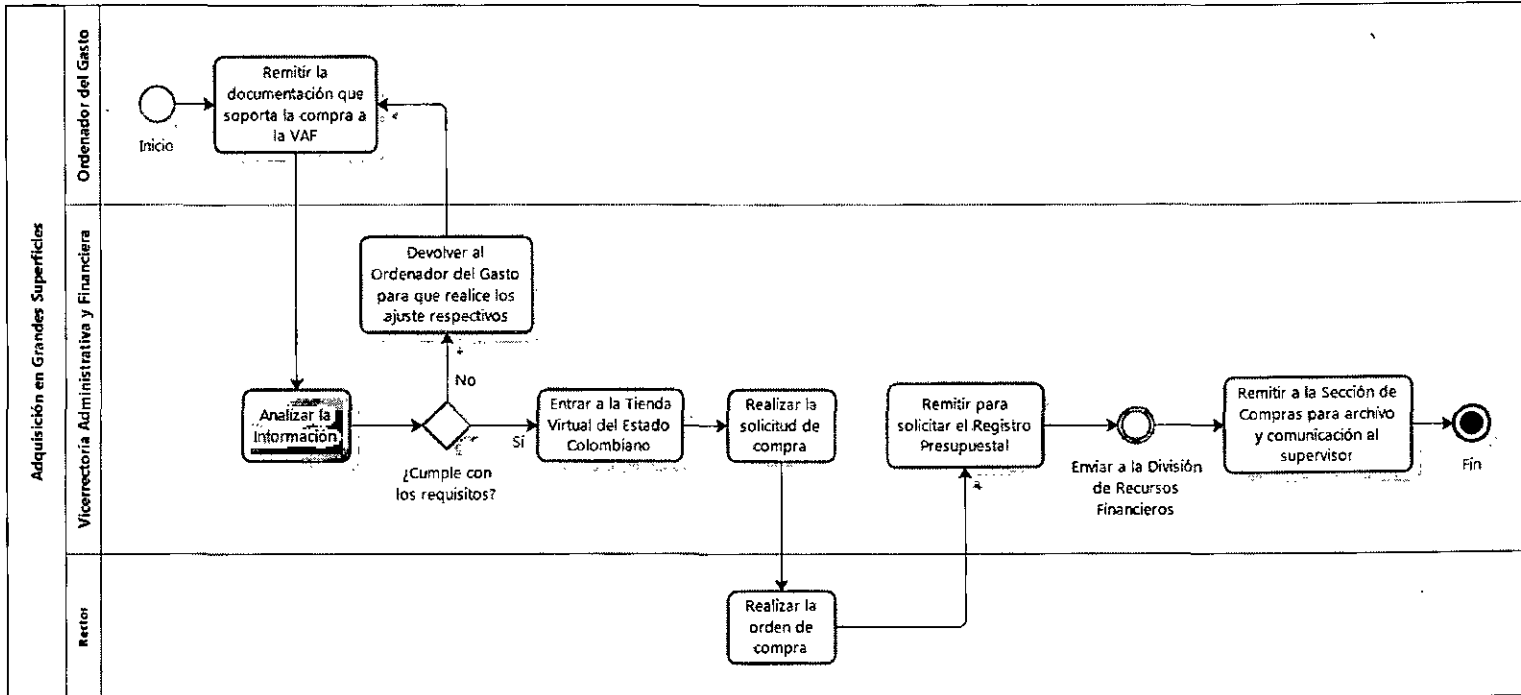 Adquisición en Grandes Superficies
Ordenador del Gasto
Inicio
Remitir la
documentación que
soporta la compra a
la VAF
Vicerrectoría Administrativa y Financiera
Devolver al
Ordenador del Gasto
para que realice los
ajuste respectivos
Analizar la
Información
No
Sí
¿Cumple con
los requisitos?
Entrar a la Tienda
Virtual del Estado
Colombiano
Realizar la
solicitud de
compra
Remitir para
solicitar el Registro
Presupuestal
Enviar a la División
de Recursos
Financieros
Remitir a la Sección de
Compras para archivo
y comunicación al
supervisor
Fin
Rector
Realizar la
orden de
compra